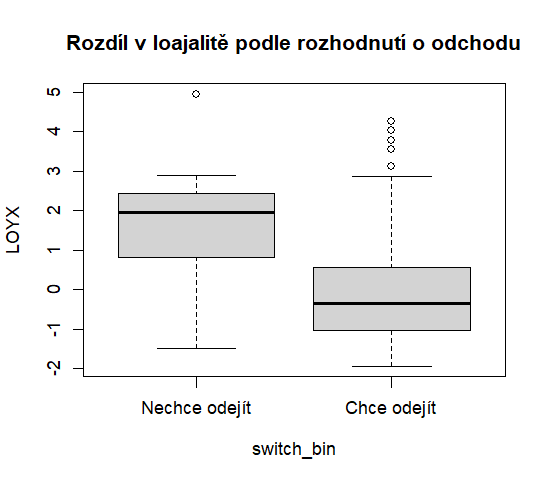 Rozdíl v loajalitě podle rozhodnutí o odchodu
5
4
3
2
1
0
-1
-2
LOYX
Nechce odejít
Chce odejít
switch_bin